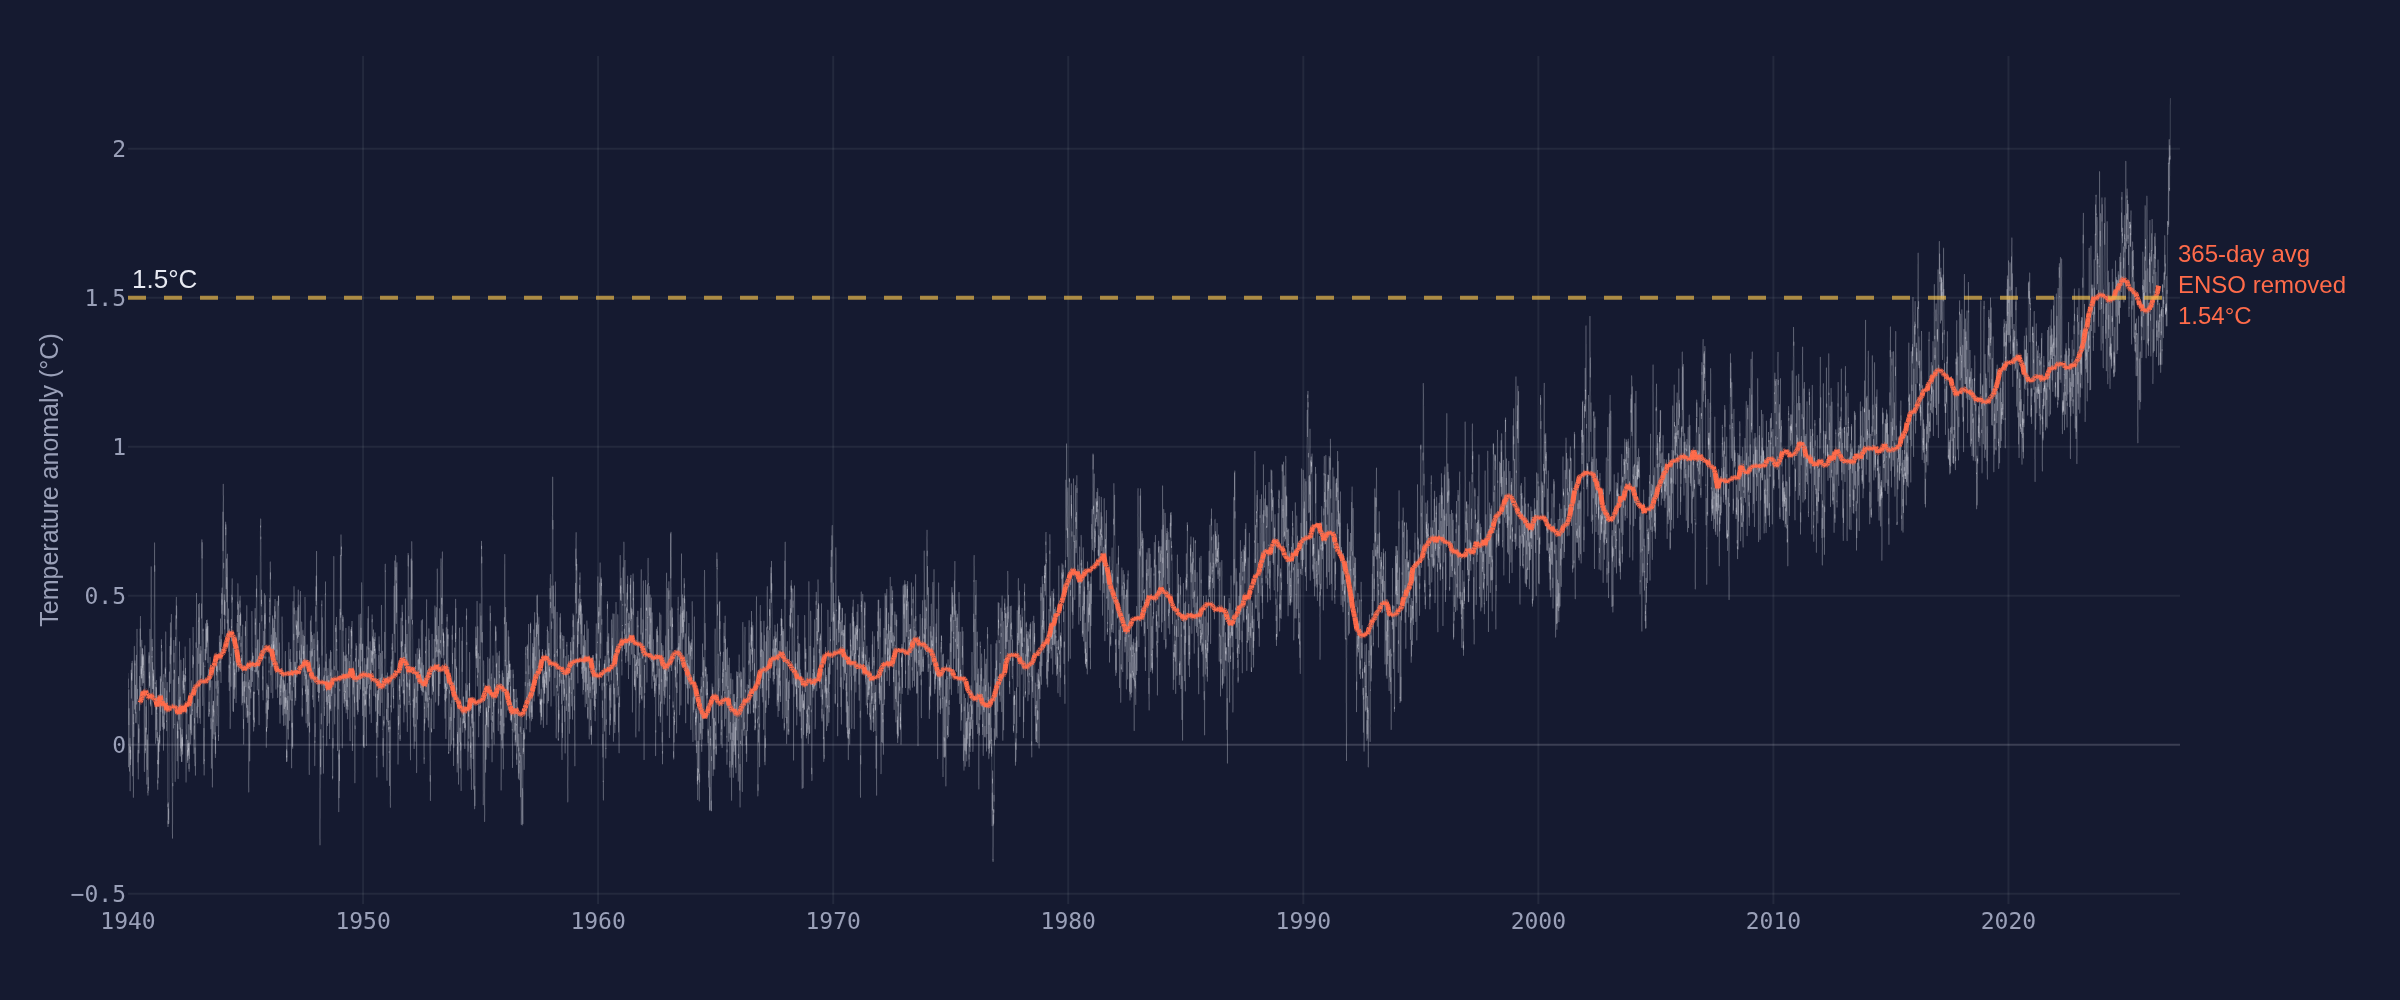 2
1.5°C
1.5
365-day avg
ENSO removed
1.54°C
1
0.5
0
−0.5
Temperature anomaly (°C)
1940 1950 1960 1970 1980 1990 2000 2010 2020